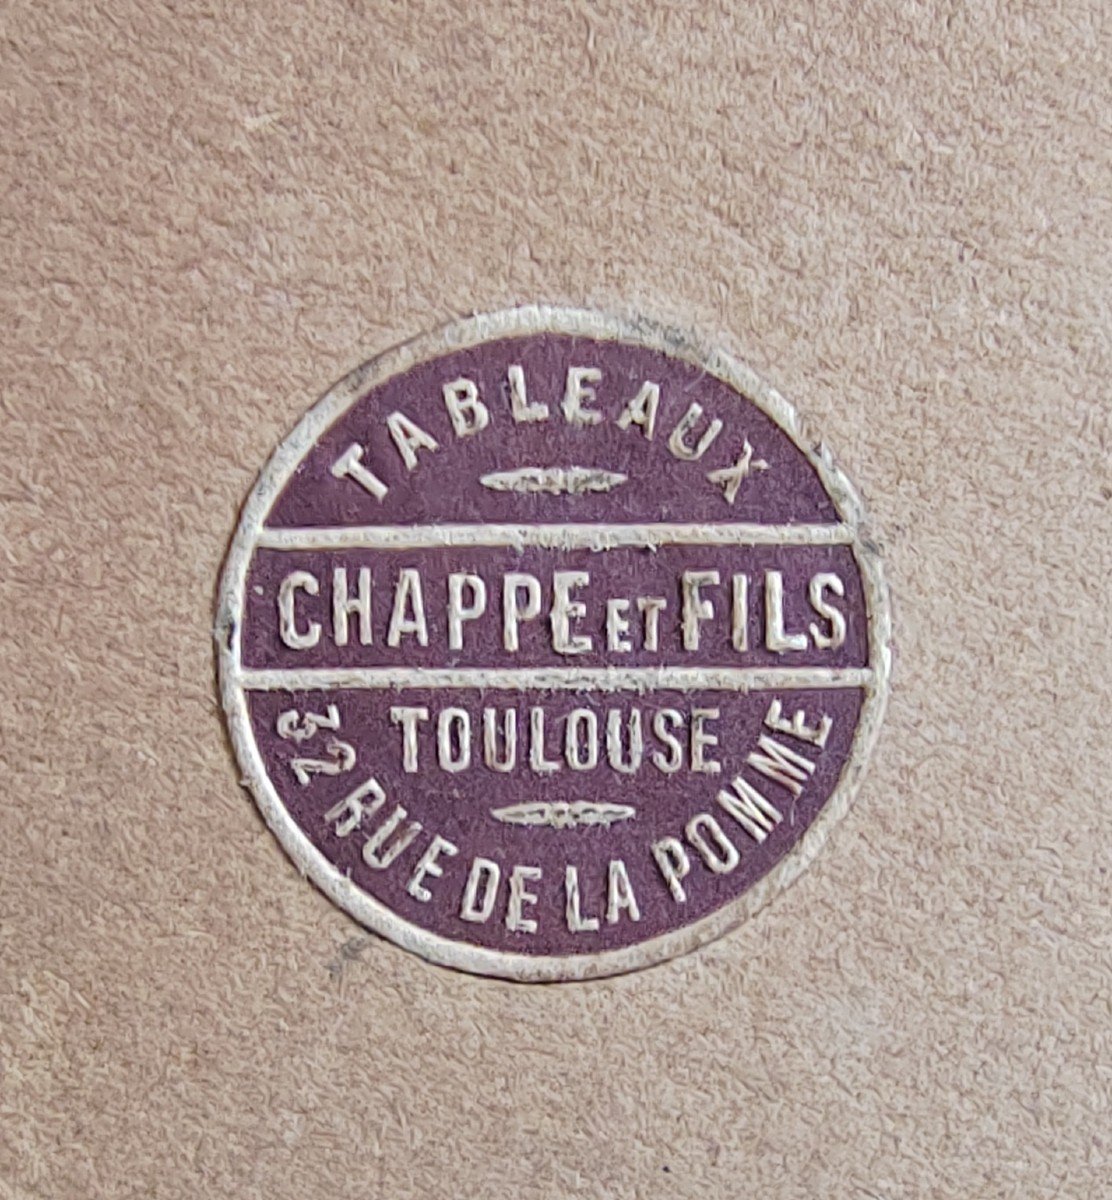 TABLEAUX
CHAPPE ET FILS
TOULOUSE
32 RUE DE LA POMME